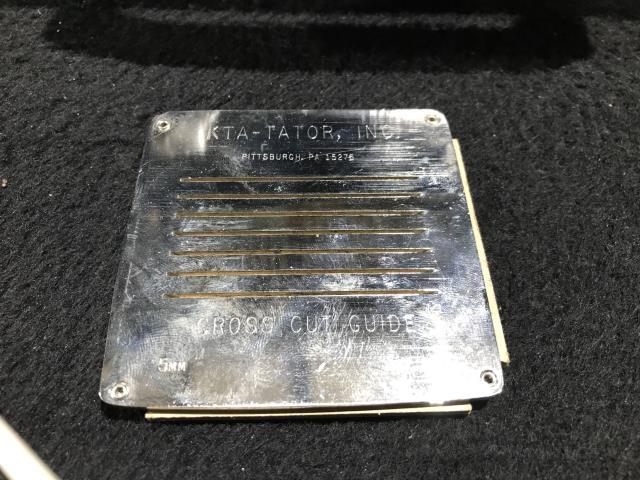 KTA-TATOR, INC.
PITTSBURGH, PA 15275
CROSS CUT GUIDE
5MM